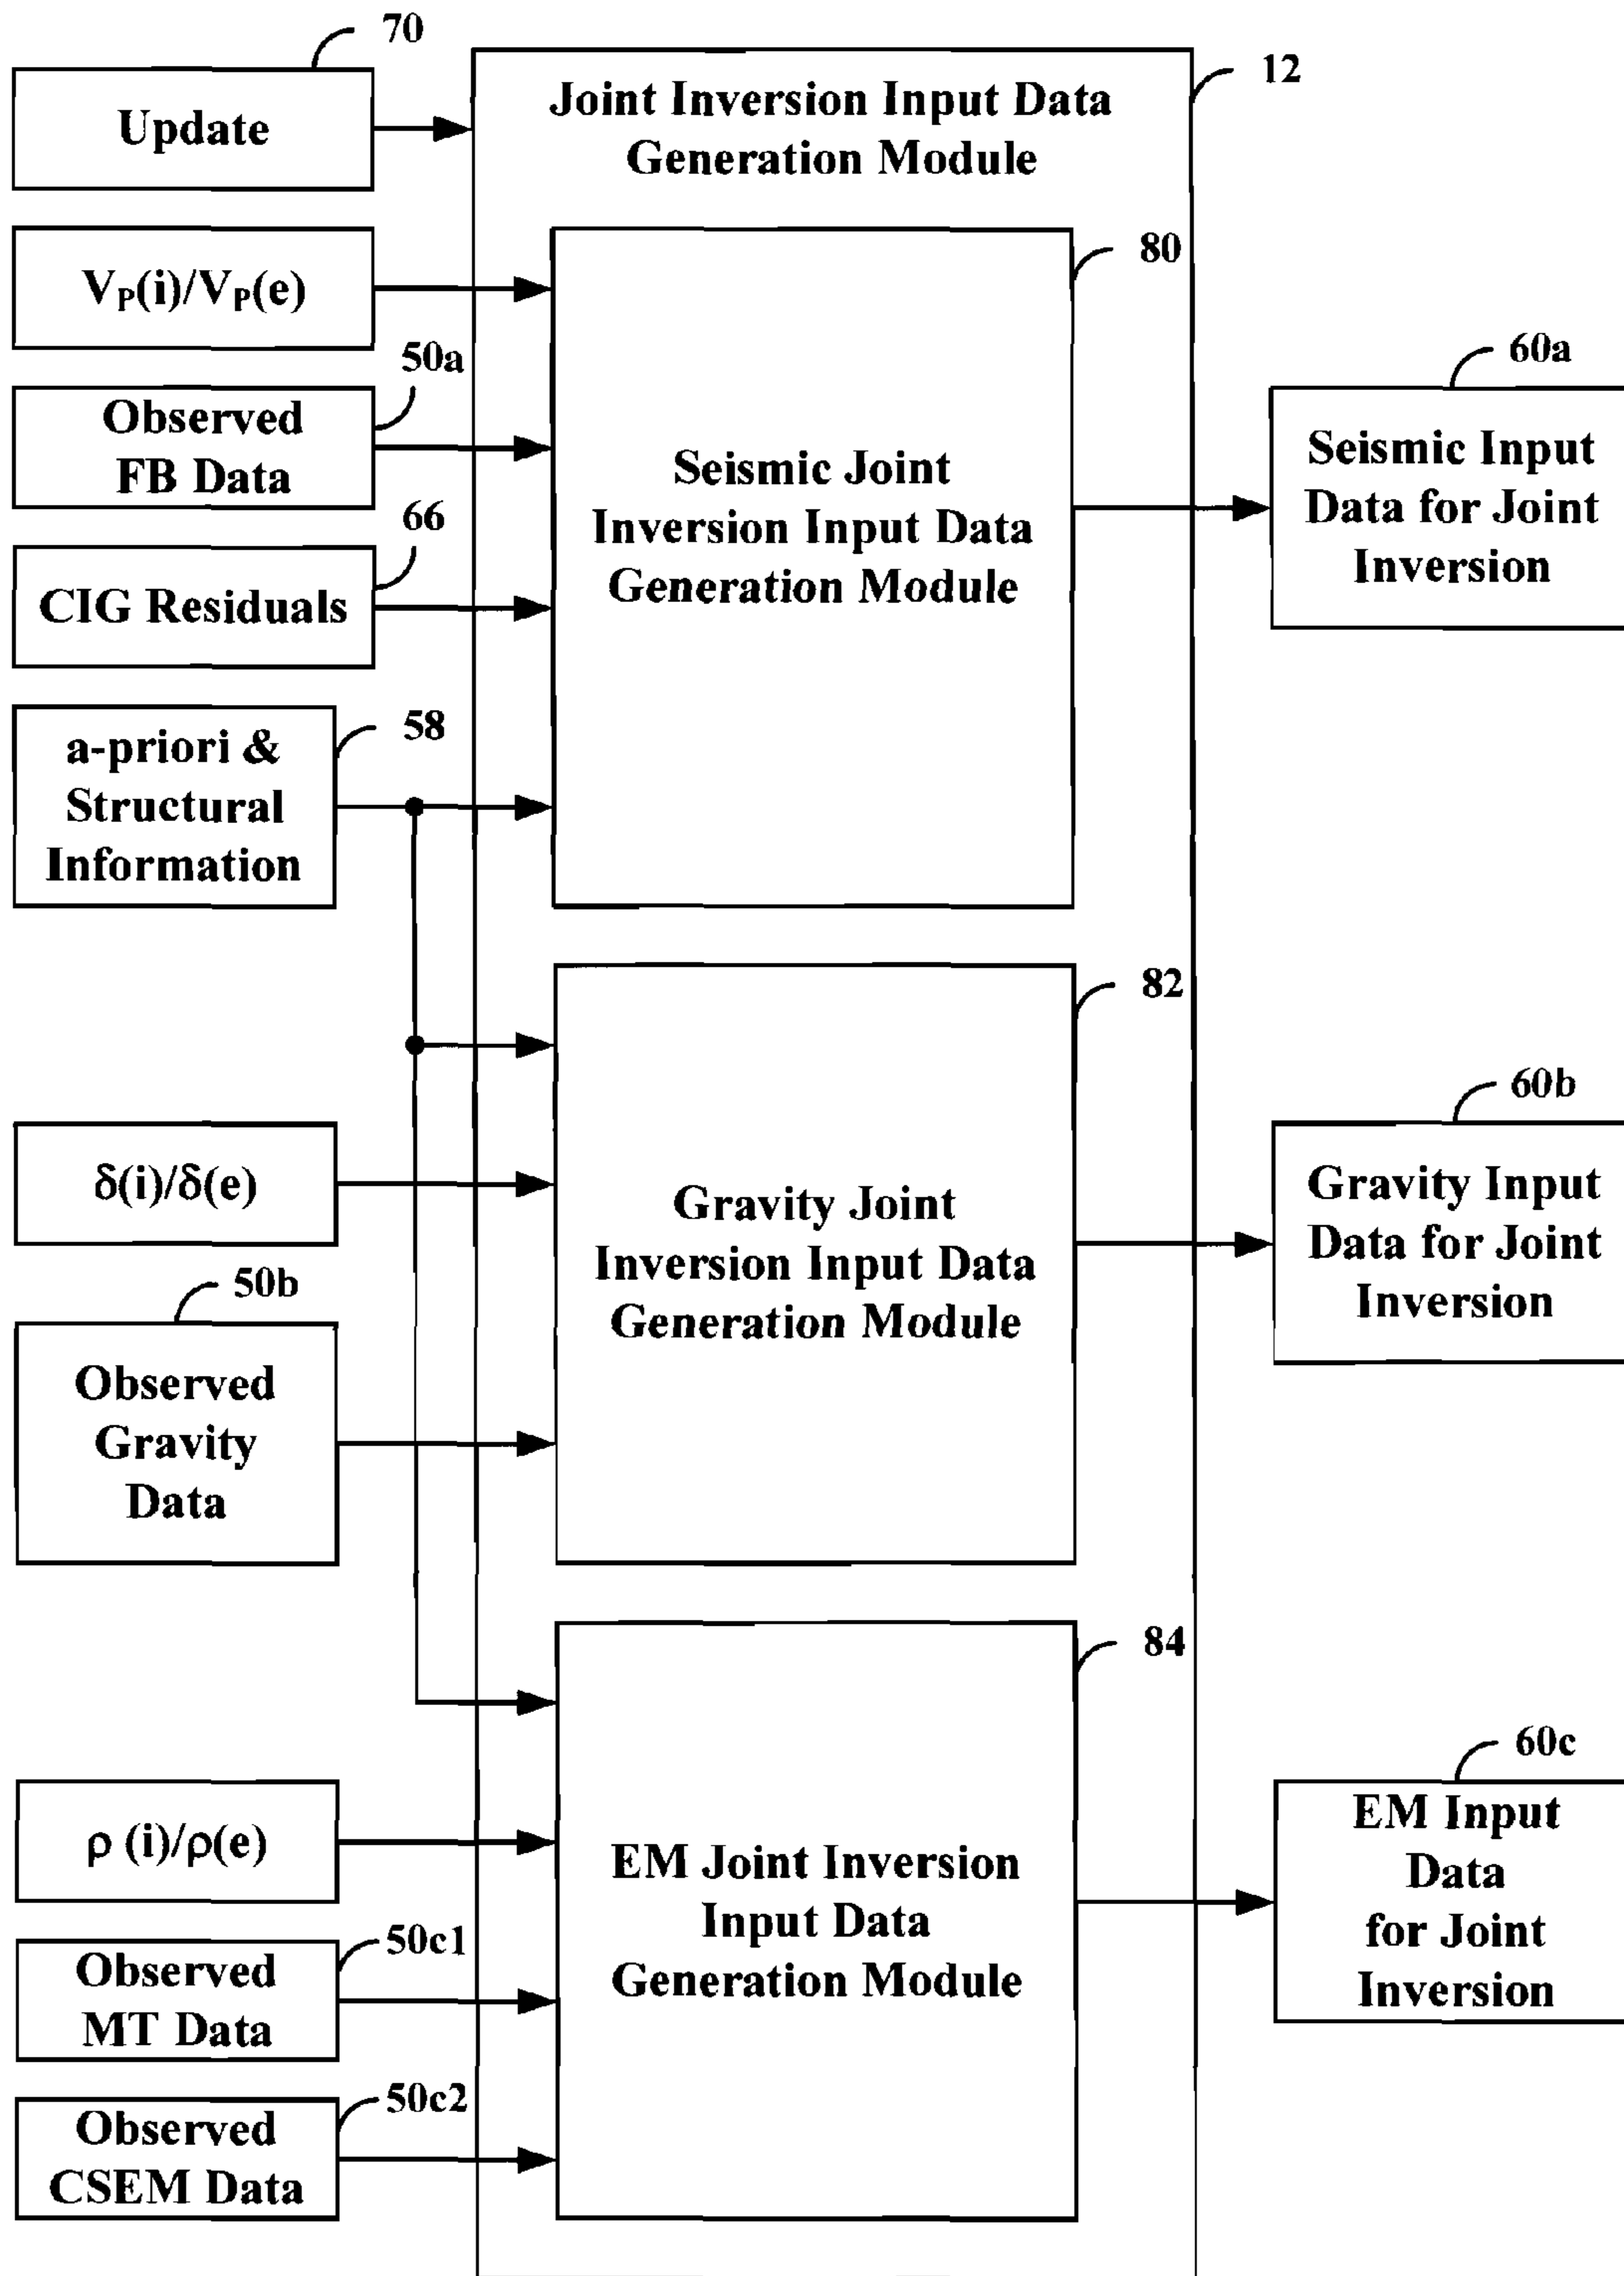 70
Update
12
Joint Inversion Input Data
Generation Module
V_P(i)/V_P(e)
80
50a
Observed
FB Data
Seismic Joint
Inversion Input Data
Generation Module
60a
Seismic Input
Data for Joint
Inversion
66
CIG Residuals
58
a-priori &
Structural
Information
82
δ(i)/δ(e)
Gravity Joint
Inversion Input Data
Generation Module
60b
Gravity Input
Data for Joint
Inversion
50b
Observed
Gravity
Data
84
ρ (i)/ρ(e)
EM Joint Inversion
Input Data
Generation Module
60c
EM Input
Data
for Joint
Inversion
50c1
Observed
MT Data
50c2
Observed
CSEM Data